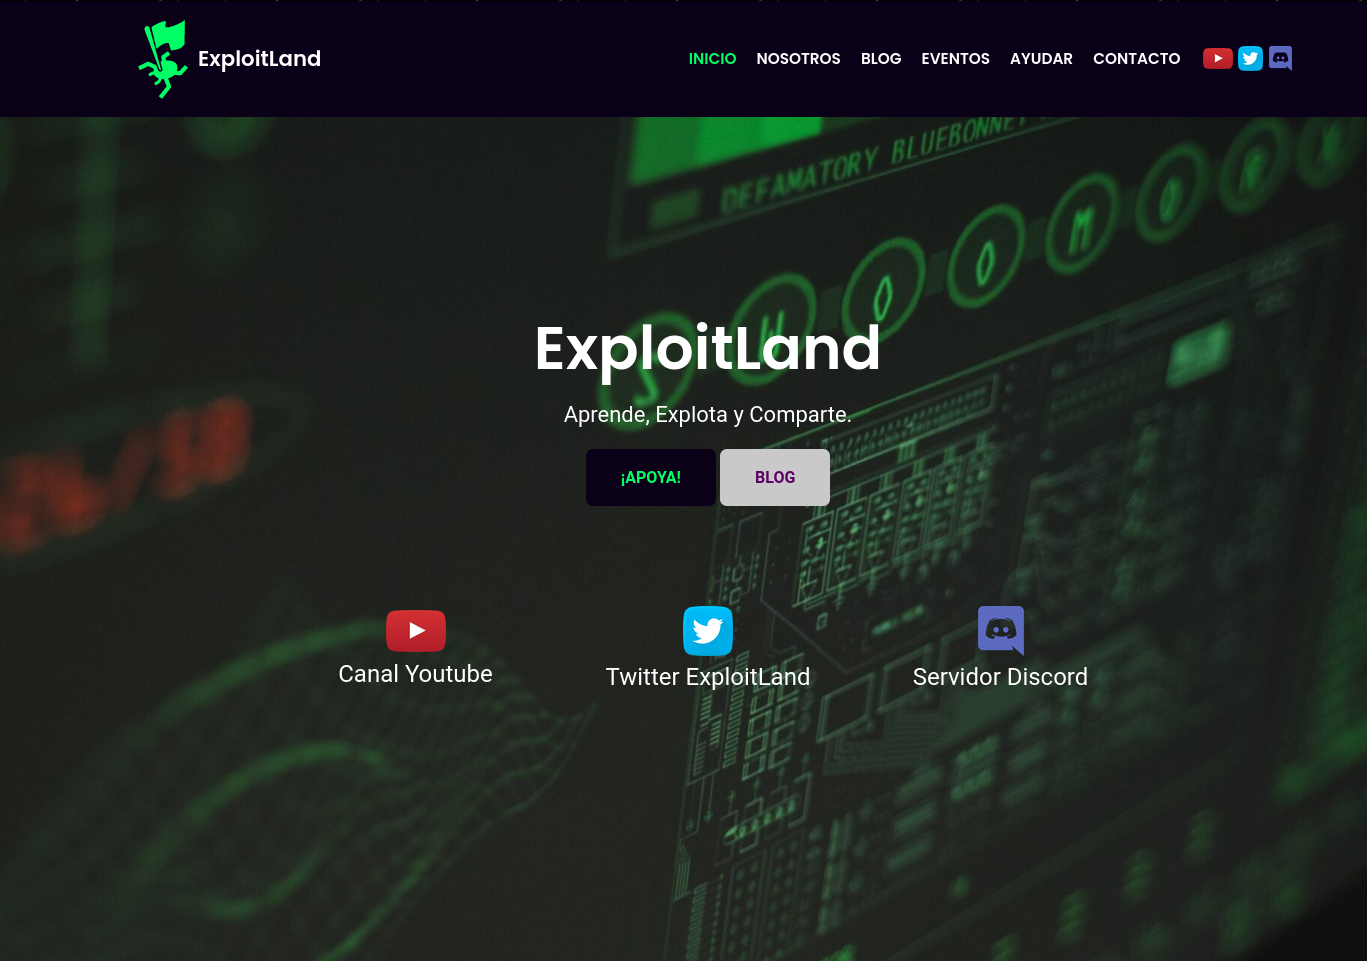 ExploitLand
INICIO NOSOTROS BLOG EVENTOS AYUDAR CONTACTO
DEFAMATORY BLUEBONNET
ExploitLand
Aprende, Explota y Comparte.
¡APOYA! BLOG
Canal Youtube
Twitter ExploitLand
Servidor Discord